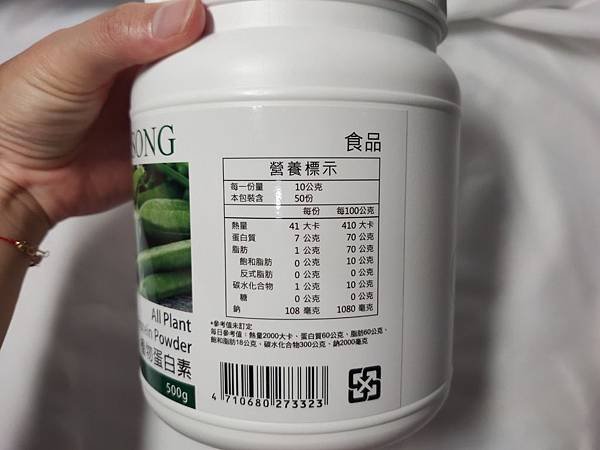 SONG
食品
營養標示
每一份量 10公克
本包裝含 50份
每份 每100公克
熱量 41 大卡 410 大卡
蛋白質 7 公克 70 公克
脂肪 1 公克 70 公克
飽和脂肪 0 公克 10 公克
反式脂肪 0 公克 0 公克
碳水化合物 1 公克 10 公克
糖 0 公克 0 公克
鈉 108 毫克 1080 毫克
*參考值未訂定
每日參考值:熱量2000大卡、蛋白質60公克、脂肪60公克、
飽和脂肪18公克、碳水化合物300公克、鈉2000毫克
All Plant
Powder
物蛋白素
500g
4 710680 273323